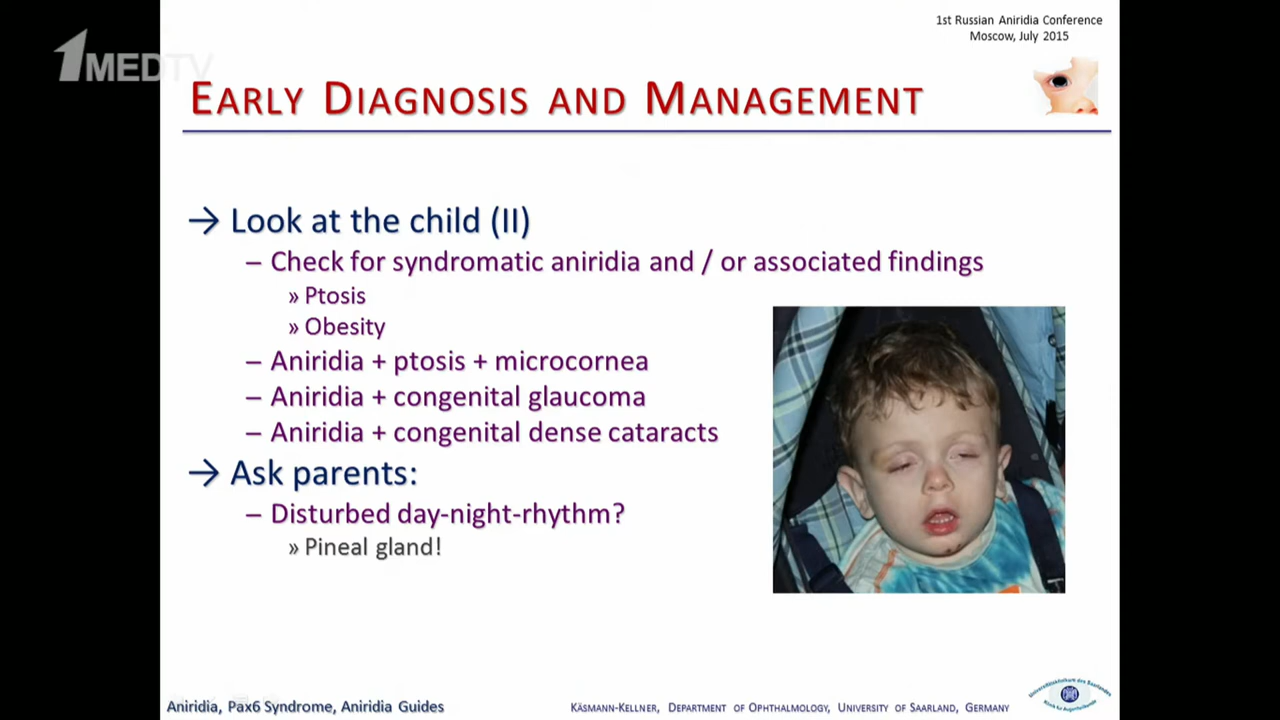 1st Russian Aniridia Conference
Moscow, July 2015
1MEDTV
EARLY DIAGNOSIS AND MANAGEMENT
→ Look at the child (II)
– Check for syndromatic aniridia and / or associated findings
» Ptosis
» Obesity
– Aniridia + ptosis + microcornea
– Aniridia + congenital glaucoma
– Aniridia + congenital dense cataracts
→ Ask parents:
– Disturbed day-night-rhythm?
» Pineal gland!
Aniridia, Pax6 Syndrome, Aniridia Guides
KÄSMANN-KELLNER, DEPARTMENT OF OPHTHALMOLOGY, UNIVERSITY OF SAARLAND, GERMANY